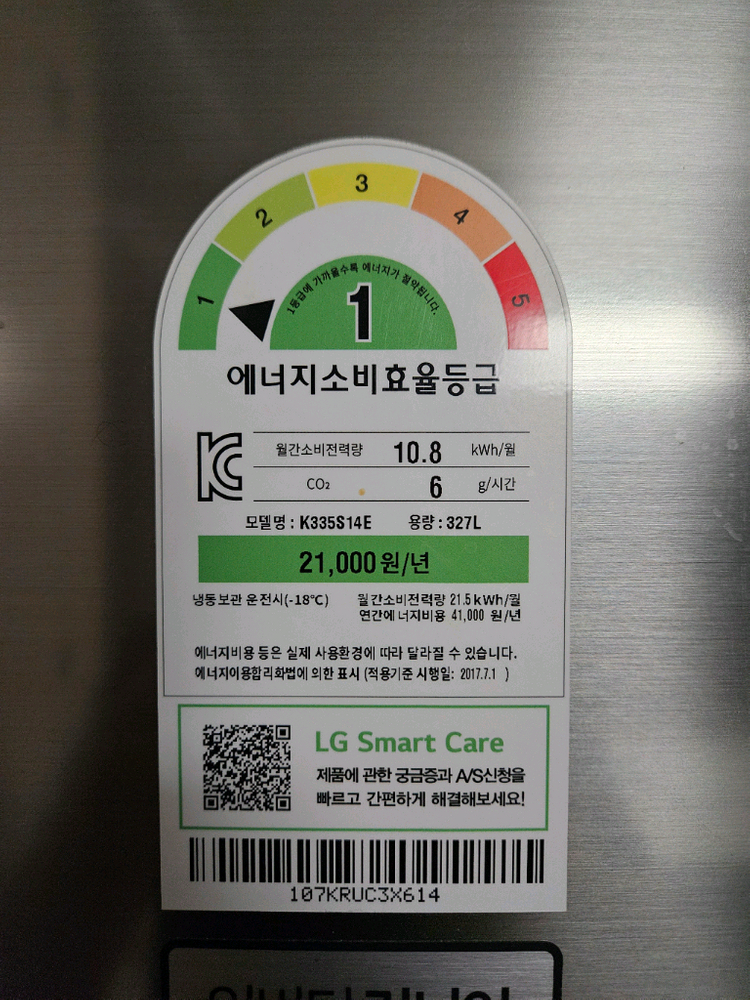 1 2 3 4 5
1등급에 가까울수록 에너지가 절약됩니다.
1
에너지소비효율등급
KC 월간소비전력량 10.8 kWh/월
CO₂ 6 g/시간
모델명 : K335S14E 용량 : 327L
21,000원/년
냉동보관 운전시(-18℃) 월간소비전력량 21.5kWh/월
연간에너지비용 41,000 원/년
에너지비용 등은 실제 사용환경에 따라 달라질 수 있습니다.
에너지이용합리화법에 의한 표시 (적용기준 시행일: 2017.7.1 )
LG Smart Care
제품에 관한 궁금증과 A/S신청을
빠르고 간편하게 해결해보세요!
107KRUC3X614